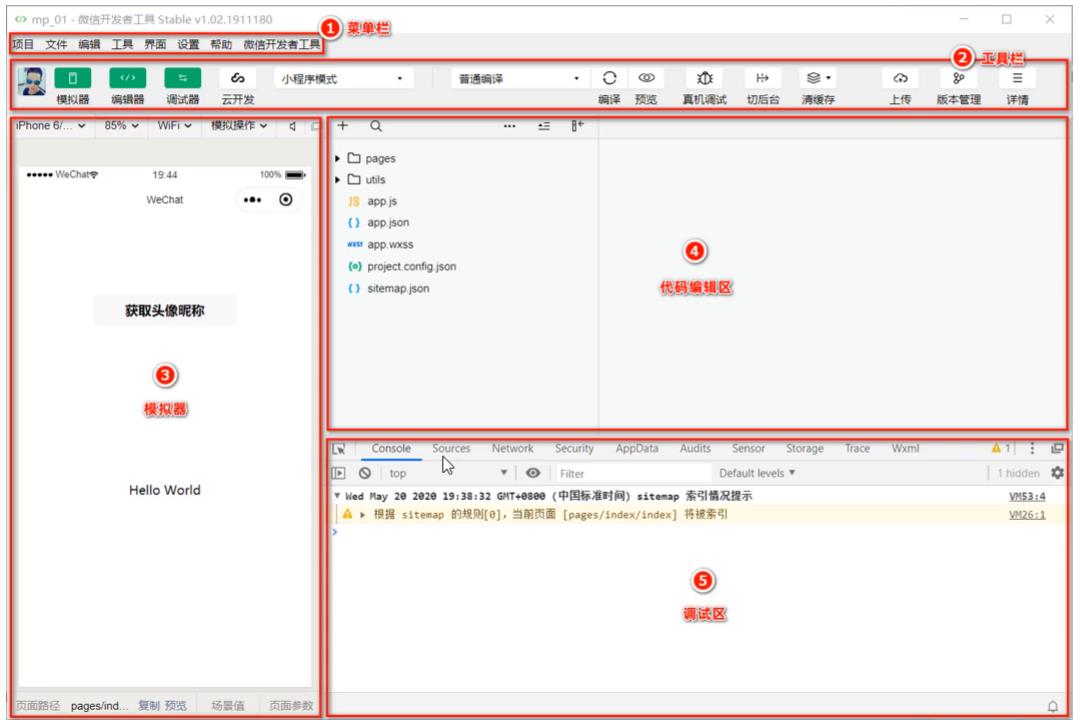 mp_01 - 微信开发者工具 Stable v1.02.1911180
1 菜单栏
项目 文件 编辑 工具 界面 设置 帮助 微信开发者工具
2 工具栏
小程序模式 普通编译
模拟器 编辑器 调试器 云开发 编译 预览 真机调试 切后台 清缓存 上传 版本管理 详情
iPhone 6/... 85% WiFi 模拟操作
WeChat 19:44 100%
WeChat
获取头像昵称
3
模拟器
Hello World
页面路径 pages/ind... 复制 预览 场景值 页面参数
pages
utils
JS app.js
{ } app.json
wxss app.wxss
{o} project.config.json
{ } sitemap.json
4
代码编辑区
Console Sources Network Security AppData Audits Sensor Storage Trace Wxml 1
top Filter Default levels 1 hidden
Wed May 20 2020 19:38:32 GMT+0800 (中国标准时间) sitemap 索引情况提示 VM53:4
根据 sitemap 的规则[0], 当前页面 [pages/index/index] 将被索引 VM26:1
5
调试区